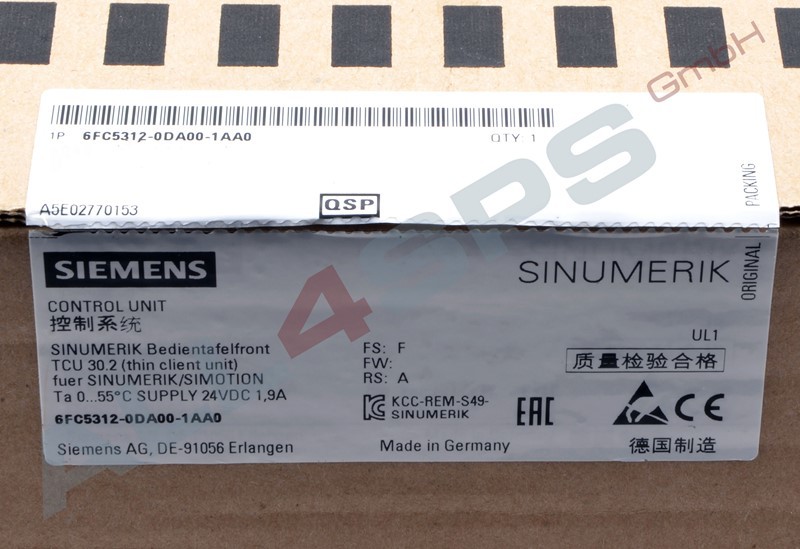 1P 6FC5312-0DA00-1AA0 QTY: 1
A5E02770153 QSP
ORIGINAL PACKING
SIEMENS SINUMERIK
CONTROL UNIT
控制系统
UL1
SINUMERIK Bedientafelfront FS: F
TCU 30.2 (thin client unit) FW:
fuer SINUMERIK/SIMOTION RS: A
质量检验合格
Ta 0...55°C SUPPLY 24VDC 1,9A
KCC-REM-S49-
SINUMERIK
EAC CE
6FC5312-0DA00-1AA0
Siemens AG, DE-91056 Erlangen Made in Germany 德国制造
4 SPS GmbH